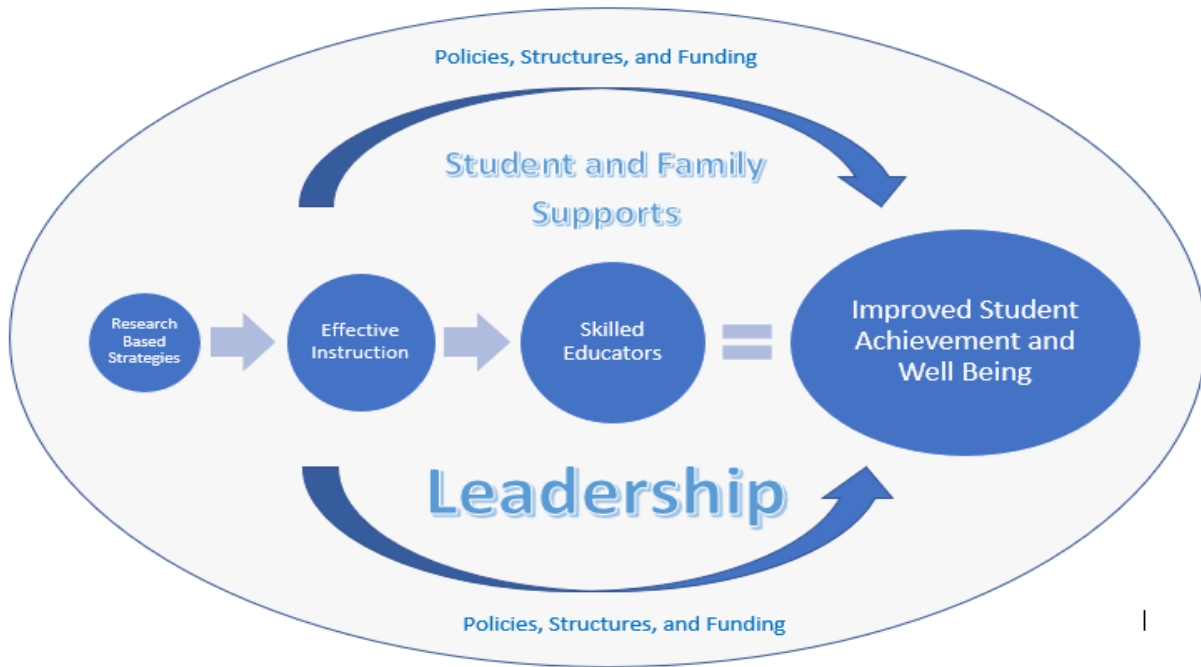 Policies, Structures, and Funding
Student and Family
Supports
Research
Based
Strategies
Effective
Instruction
Skilled
Educators
Improved Student
Achievement and
Well Being
Leadership
Policies, Structures, and Funding